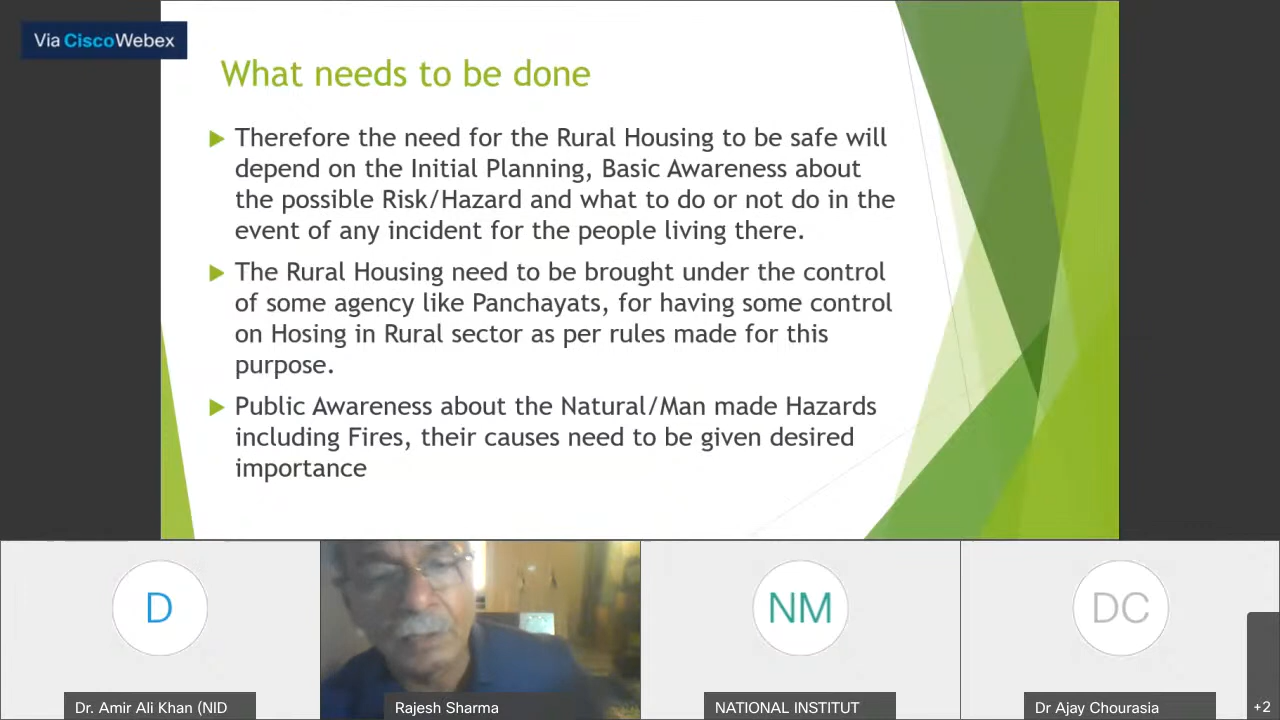 Via Cisco Webex
What needs to be done
Therefore the need for the Rural Housing to be safe will
depend on the Initial Planning, Basic Awareness about
the possible Risk/Hazard and what to do or not do in the
event of any incident for the people living there.
The Rural Housing need to be brought under the control
of some agency like Panchayats, for having some control
on Hosing in Rural sector as per rules made for this
purpose.
Public Awareness about the Natural/Man made Hazards
including Fires, their causes need to be given desired
importance
D
NM
DC
Dr. Amir Ali Khan (NID
Rajesh Sharma
NATIONAL INSTITUT
Dr Ajay Chourasia
+2